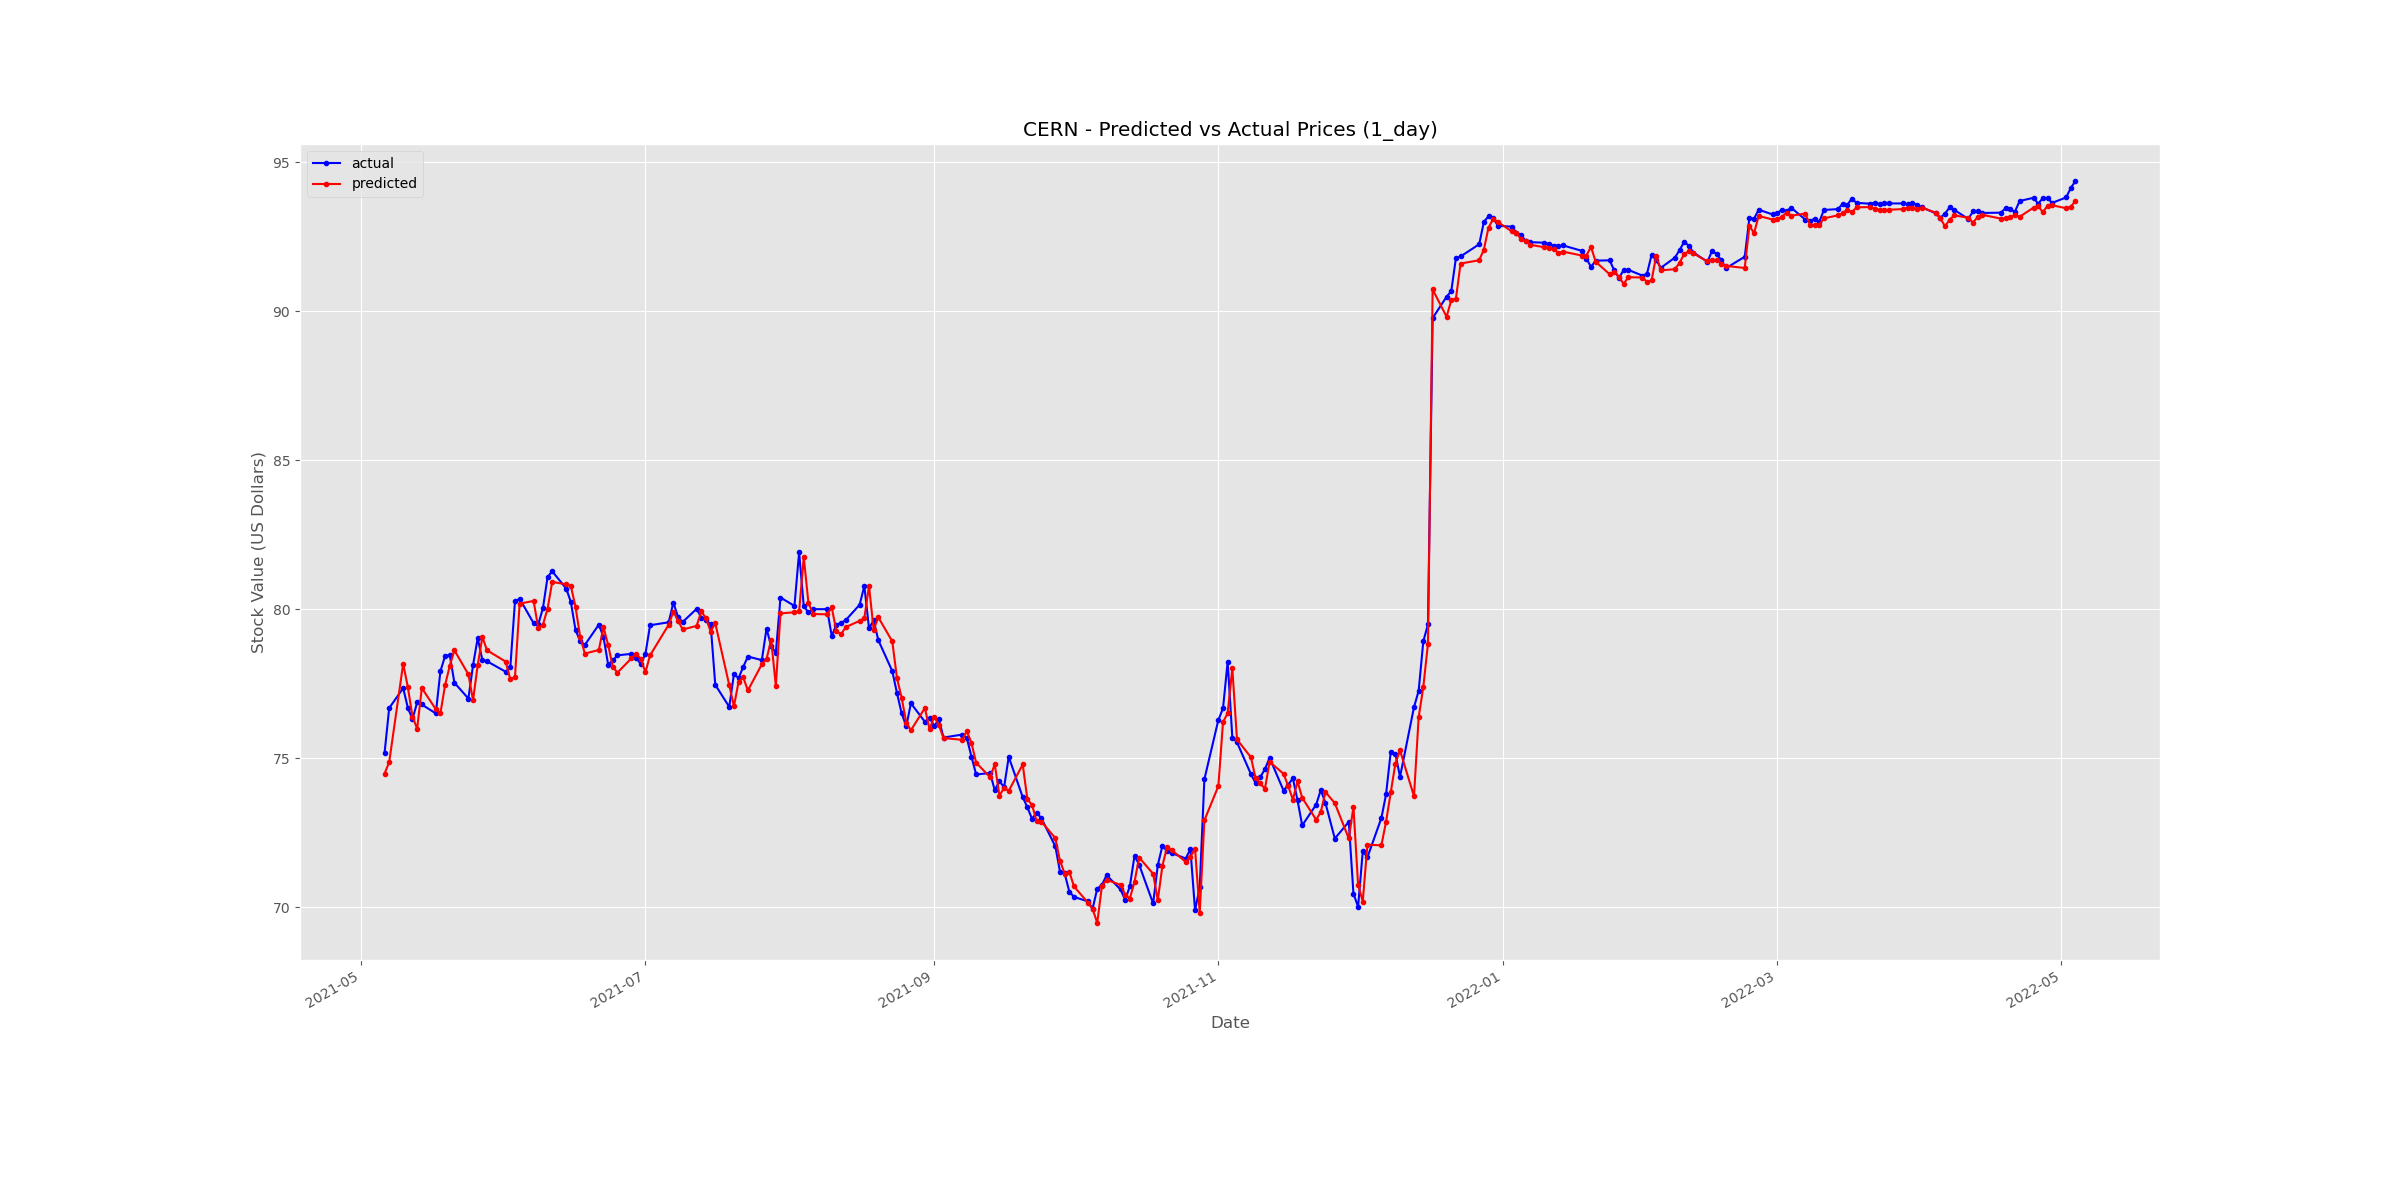 CERN - Predicted vs Actual Prices (1_day)
actual
predicted
95
90
85
80
75
70
Stock Value (US Dollars)
2021-05
2021-07
2021-09
2021-11
2022-01
2022-03
2022-05
Date